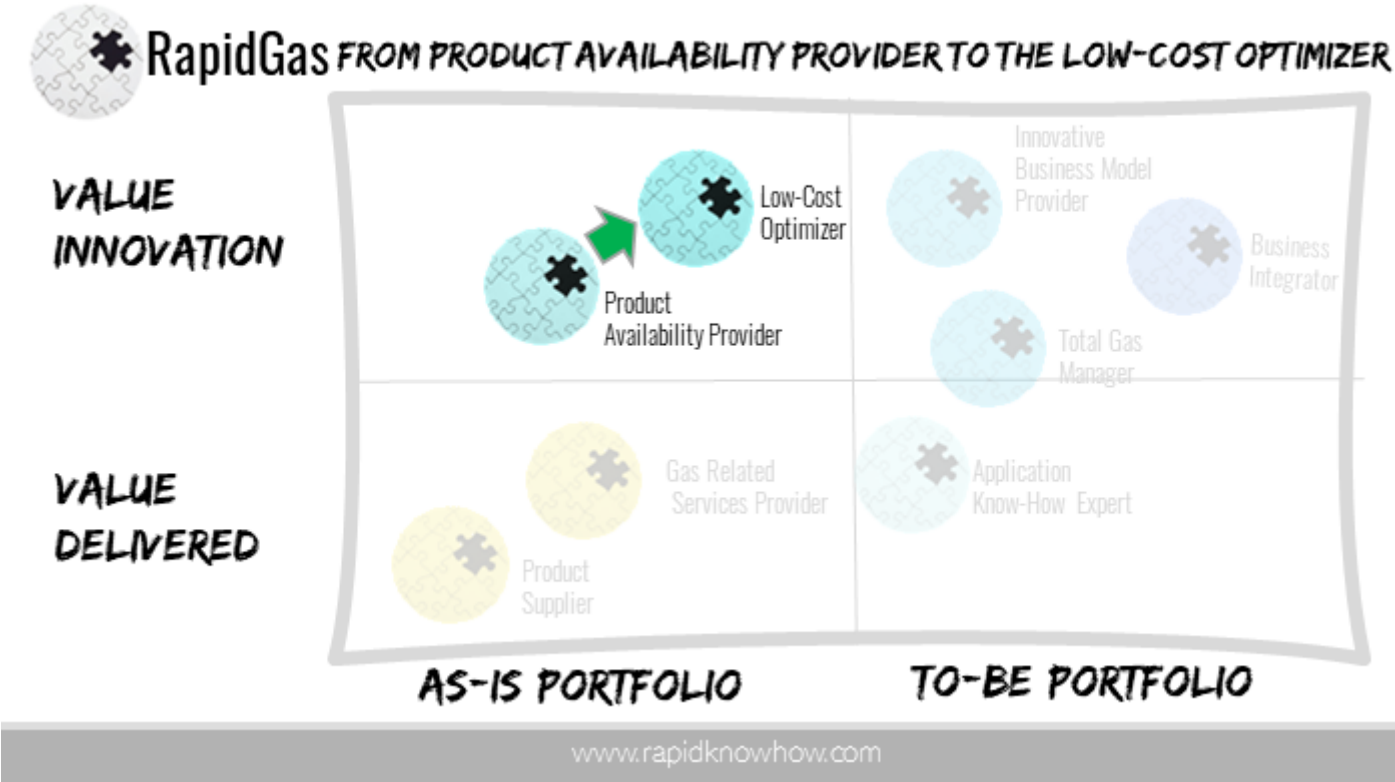 RapidGas FROM PRODUCT AVAILABILITY PROVIDER TO THE LOW-COST OPTIMIZER
VALUE
INNOVATION
Low-Cost
Optimizer
Product
Availability Provider
Innovative
Business Model
Provider
Business
Integrator
Total Gas
Manager
VALUE
DELIVERED
Gas Related
Services Provider
Product
Supplier
Application
Know-How Expert
AS-IS PORTFOLIO
TO-BE PORTFOLIO
www.rapidknowhow.com